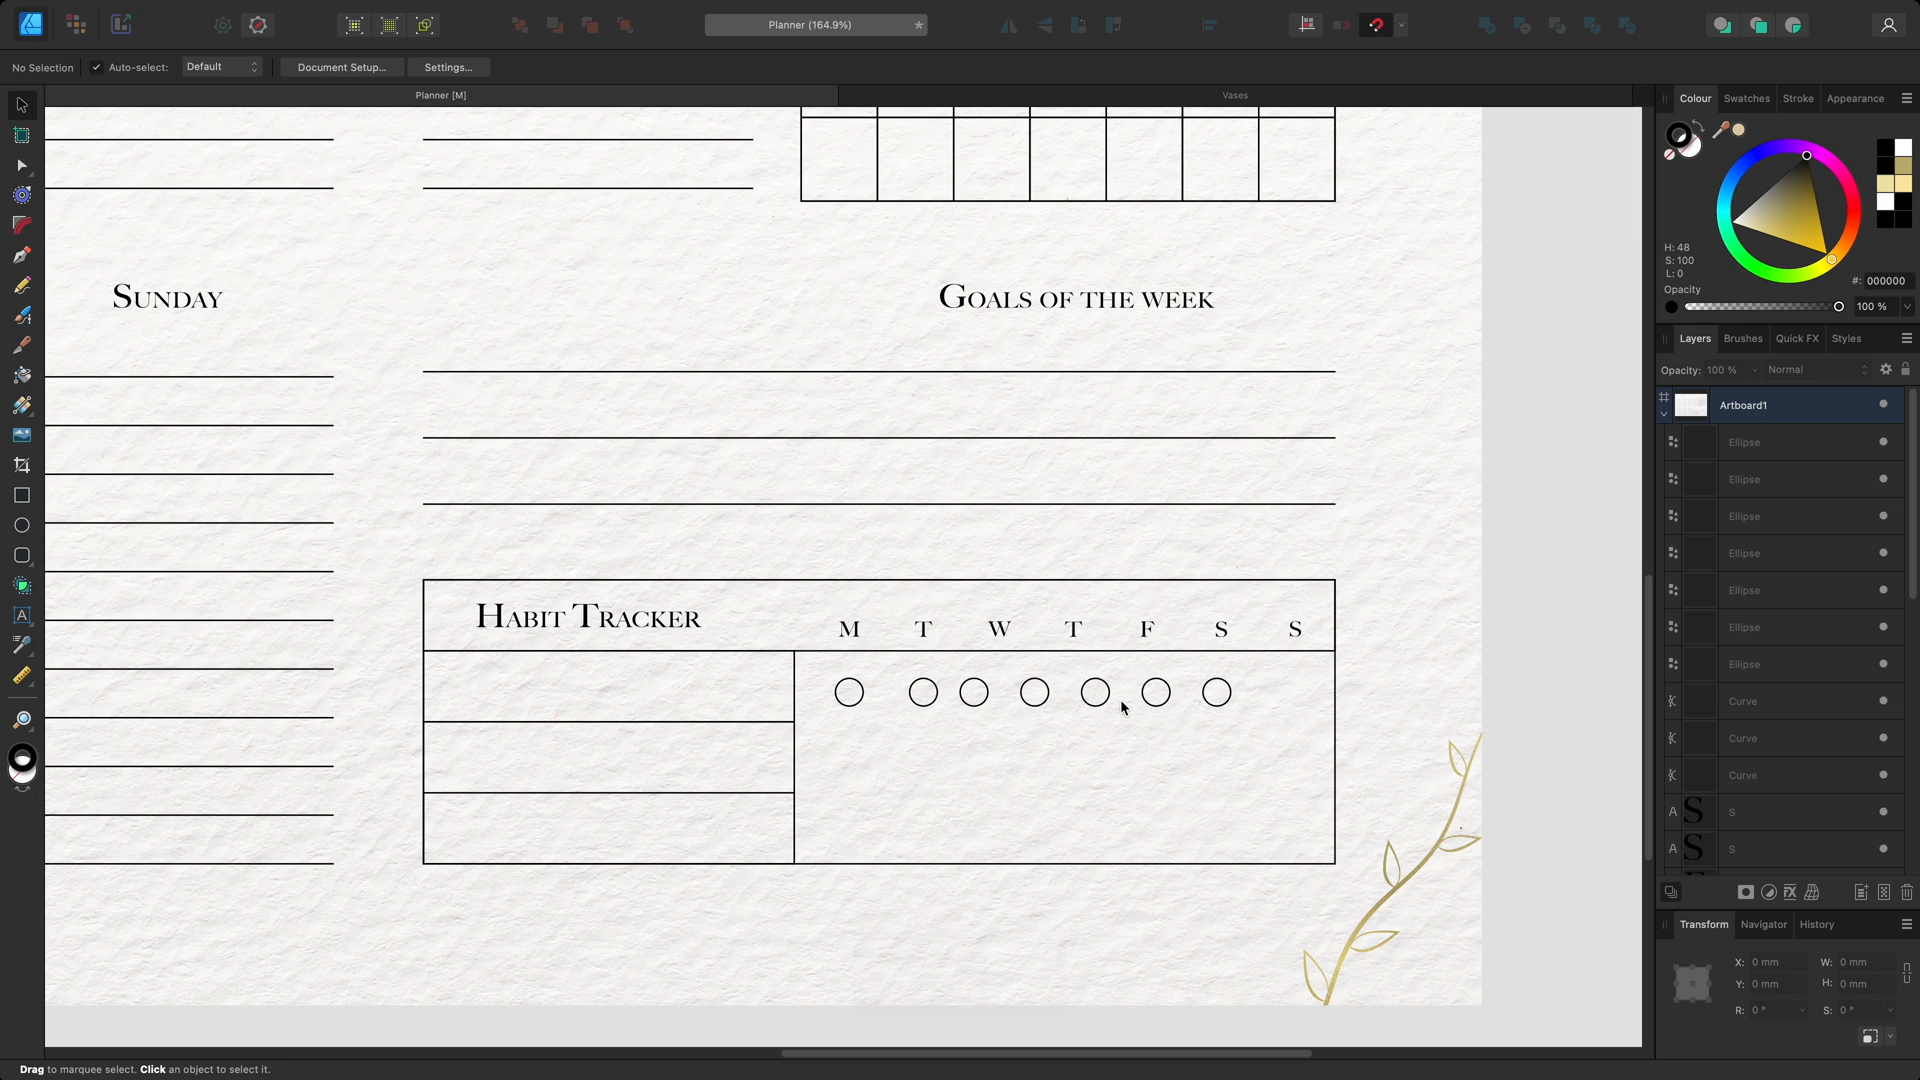 Planner (164.9%)
*
No Selection
Auto-select:
Default
Document Setup...
Settings...
Planner [M]
Vases
Colour
Swatches
Stroke
Appearance
H: 48
S: 100
L: 0
#: 000000
Opacity
100 %
Layers
Brushes
Quick FX
Styles
Opacity: 100 %
Normal
Artboard1
Ellipse
Ellipse
Ellipse
Ellipse
Ellipse
Ellipse
Ellipse
Curve
Curve
Curve
A S S
A S S
Transform
Navigator
History
X: 0 mm
W: 0 mm
Y: 0 mm
H: 0 mm
R: 0 °
S: 0 °
Sunday
Goals of the week
Habit Tracker
M T W T F S S
Drag to marquee select. Click an object to select it.